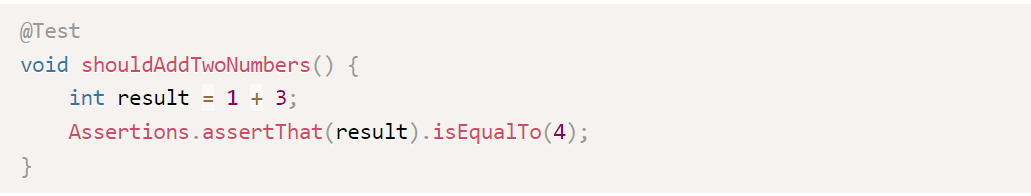 @Test
void shouldAddTwoNumbers() {
    int result = 1 + 3;
    Assertions.assertThat(result).isEqualTo(4);
}